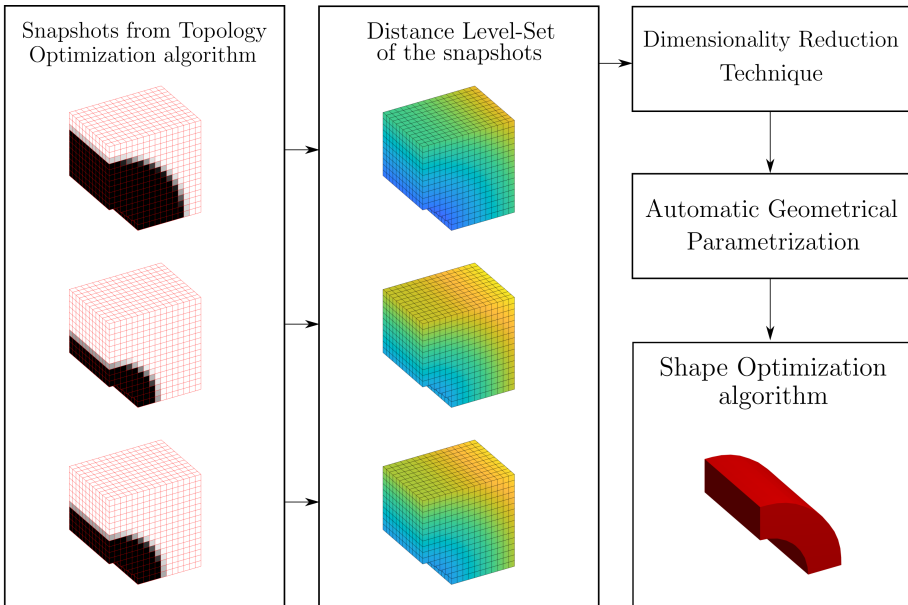 Snapshots from Topology
Optimization algorithm
Distance Level-Set
of the snapshots
Dimensionality Reduction
Technique
Automatic Geometrical
Parametrization
Shape Optimization
algorithm